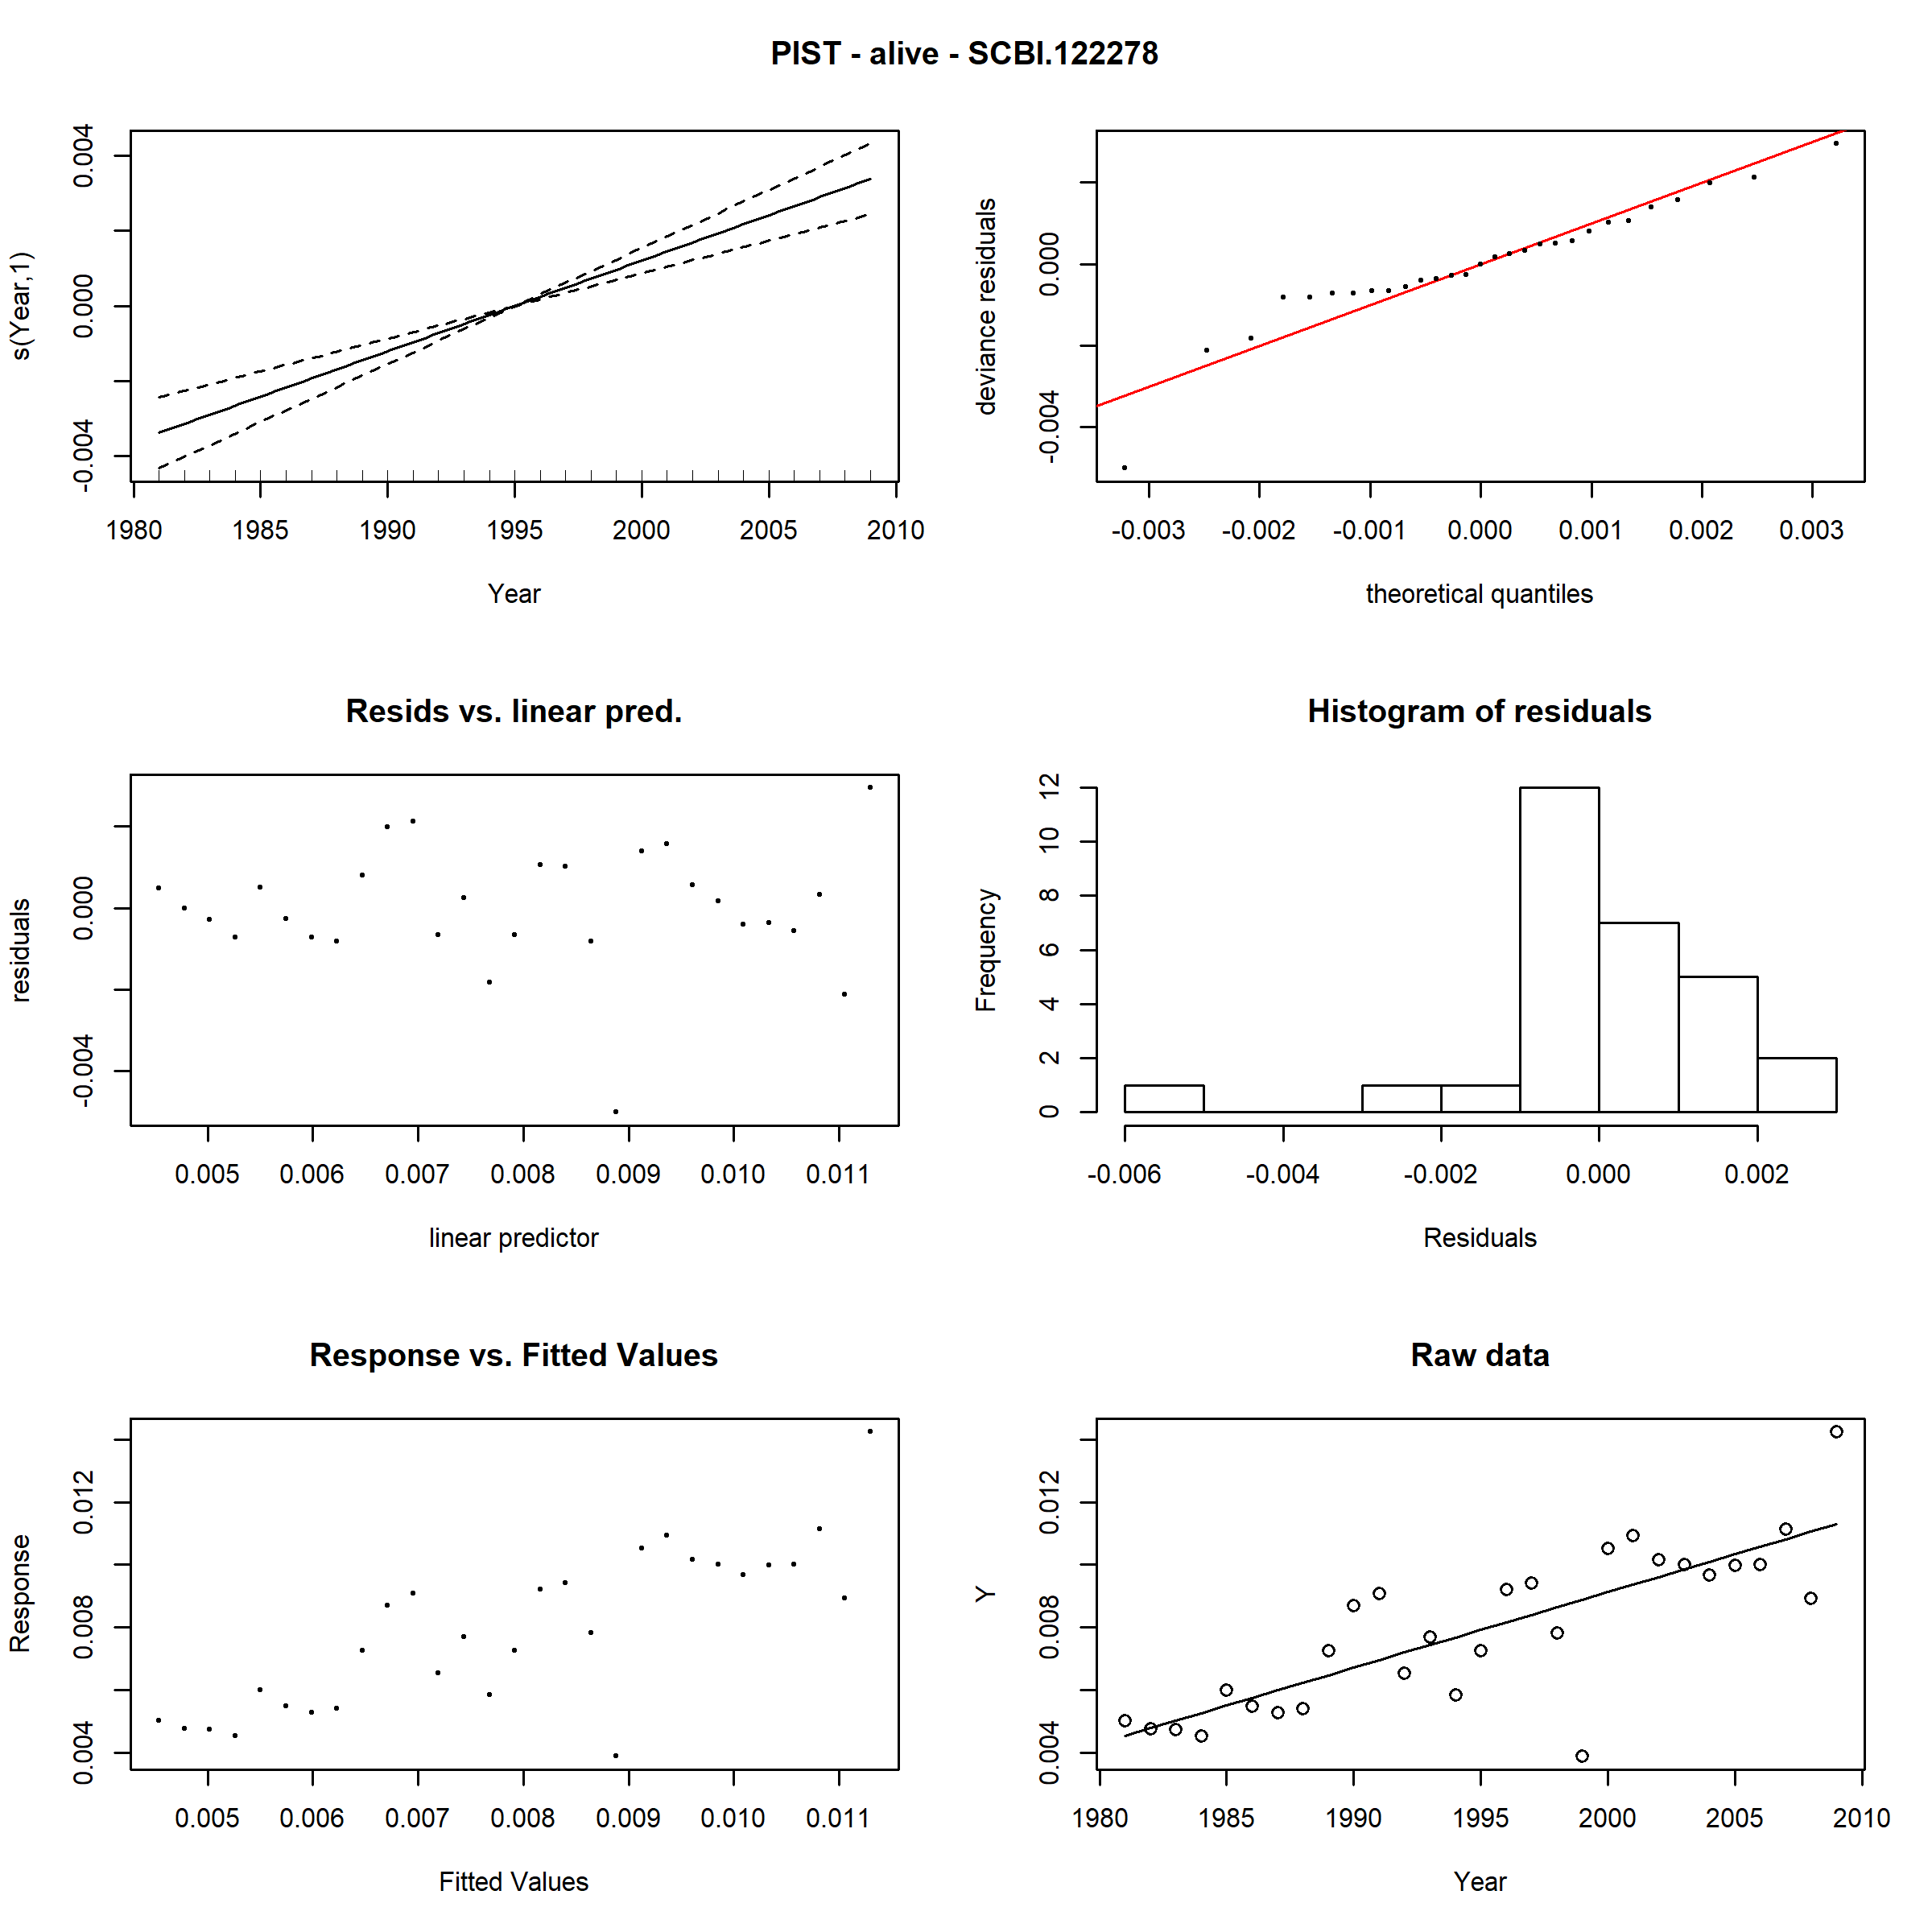 PIST - alive - SCBI.122278
s(Year,1)
-0.004 0.000 0.004
1980 1985 1990 1995 2000 2005 2010
Year
deviance residuals
-0.004 0.000
-0.003 -0.002 -0.001 0.000 0.001 0.002 0.003
theoretical quantiles
Resids vs. linear pred.
residuals
-0.004 0.000
0.005 0.006 0.007 0.008 0.009 0.010 0.011
linear predictor
Histogram of residuals
Frequency
0 2 4 6 8 10 12
-0.006 -0.004 -0.002 0.000 0.002
Residuals
Response vs. Fitted Values
Response
0.004 0.008 0.012
0.005 0.006 0.007 0.008 0.009 0.010 0.011
Fitted Values
Raw data
Y
0.004 0.008 0.012
1980 1985 1990 1995 2000 2005 2010
Year